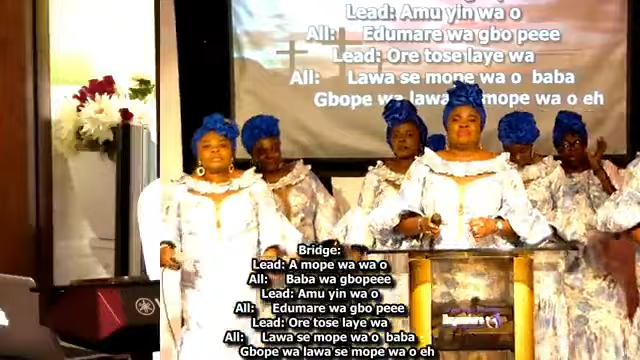 Lead: Amu yin wa o
All: Edumare wa gbo peee
Lead: Ore tose laye wa
All: Lawa se mope wa o baba
Gbope wa lawa se mope wa o eh
Bridge:
Lead: A mope wa wa o
All: Baba wa gbopeee
Lead: Amu yin wa o
All: Edumare wa gbo peee
Lead: Ore tose laye wa
All: Lawa se mope wa o baba
Gbope wa lawa se mope wa o eh
YAMAHA